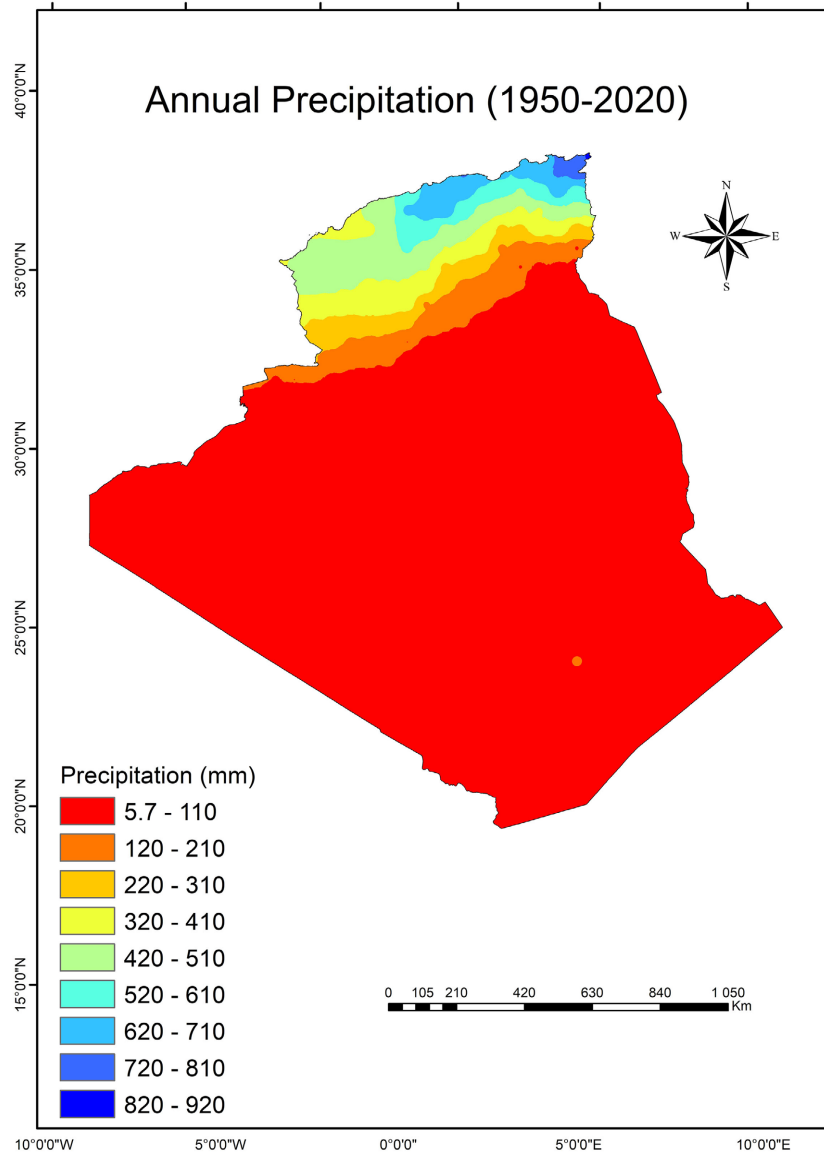 Annual Precipitation (1950-2020)
40°0'0"N
35°0'0"N
30°0'0"N
25°0'0"N
20°0'0"N
15°0'0"N
N
W
E
S
Precipitation (mm)
5.7 - 110
120 - 210
220 - 310
320 - 410
420 - 510
520 - 610
620 - 710
720 - 810
820 - 920
0 105 210 420 630 840 1 050
Km
10°0'0"W 5°0'0"W 0°0'0" 5°0'0"E 10°0'0"E